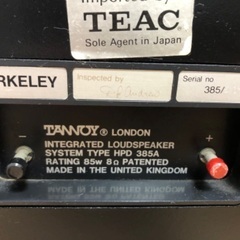 Imported by
TEAC
Sole Agent in Japan
RKELEY
Inspected by
Serial no
385/
TANNOY ® LONDON
INTEGRATED LOUDSPEAKER
SYSTEM TYPE HPD 385A
RATING 85w 8Ω PATENTED
MADE IN THE UNITED KINGDOM
- +